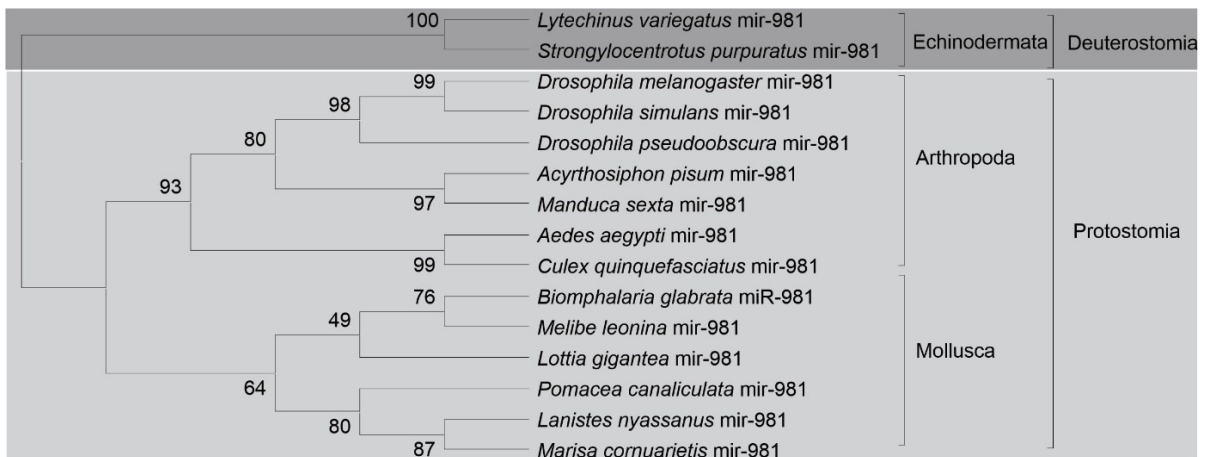 100
Lytechinus variegatus mir-981
Strongylocentrotus purpuratus mir-981
Echinodermata
Deuterostomia
99
Drosophila melanogaster mir-981
98
Drosophila simulans mir-981
80
Drosophila pseudoobscura mir-981
Arthropoda
Acyrthosiphon pisum mir-981
93
97
Manduca sexta mir-981
Protostomia
Aedes aegypti mir-981
99
Culex quinquefasciatus mir-981
76
Biomphalaria glabrata miR-981
49
Melibe leonina mir-981
Mollusca
Lottia gigantea mir-981
64
Pomacea canaliculata mir-981
80
Lanistes nyassanus mir-981
87
Marisa cornuarietis mir-981